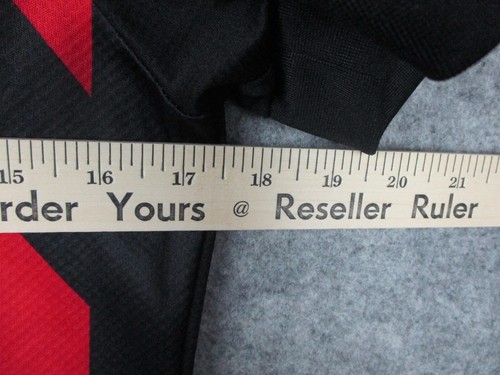 15 16 17 18 19 20 21
rder Yours @ Reseller Ruler